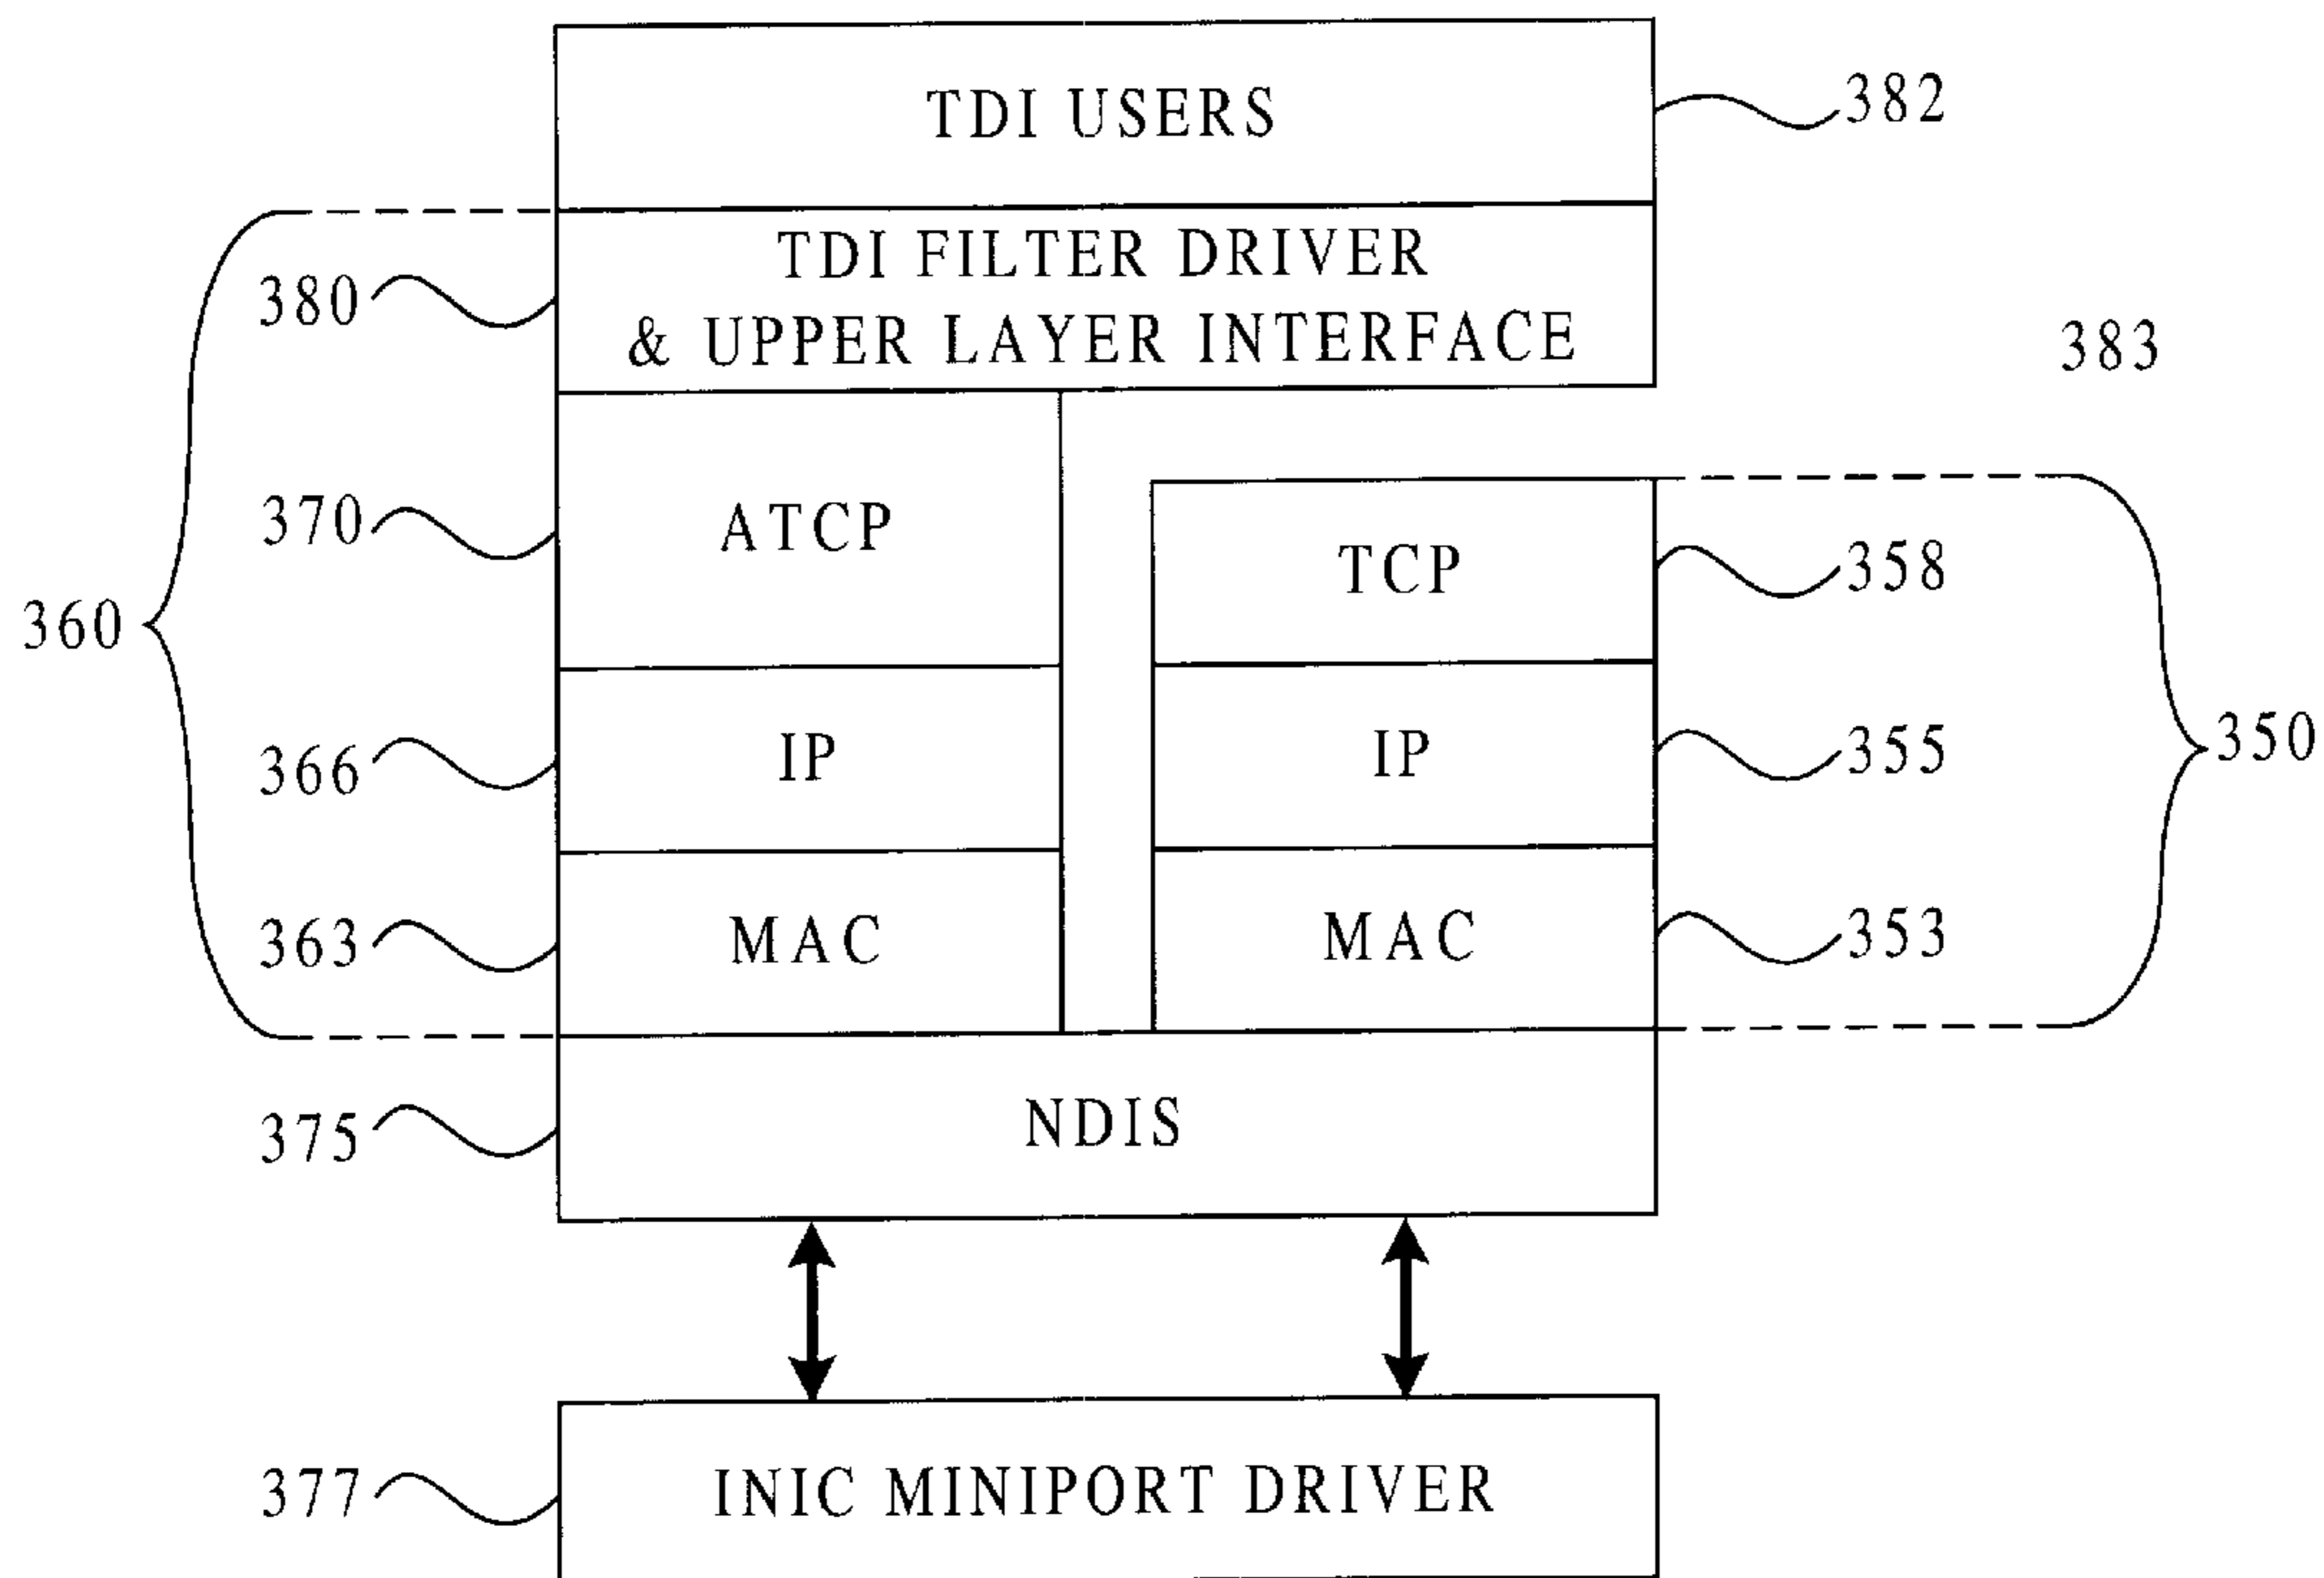 TDI USERS
382
TDI FILTER DRIVER
& UPPER LAYER INTERFACE
380
383
370
ATCP
TCP
358
360
366
IP
IP
355
350
363
MAC
MAC
353
375
NDIS
377
INIC MINIPORT DRIVER